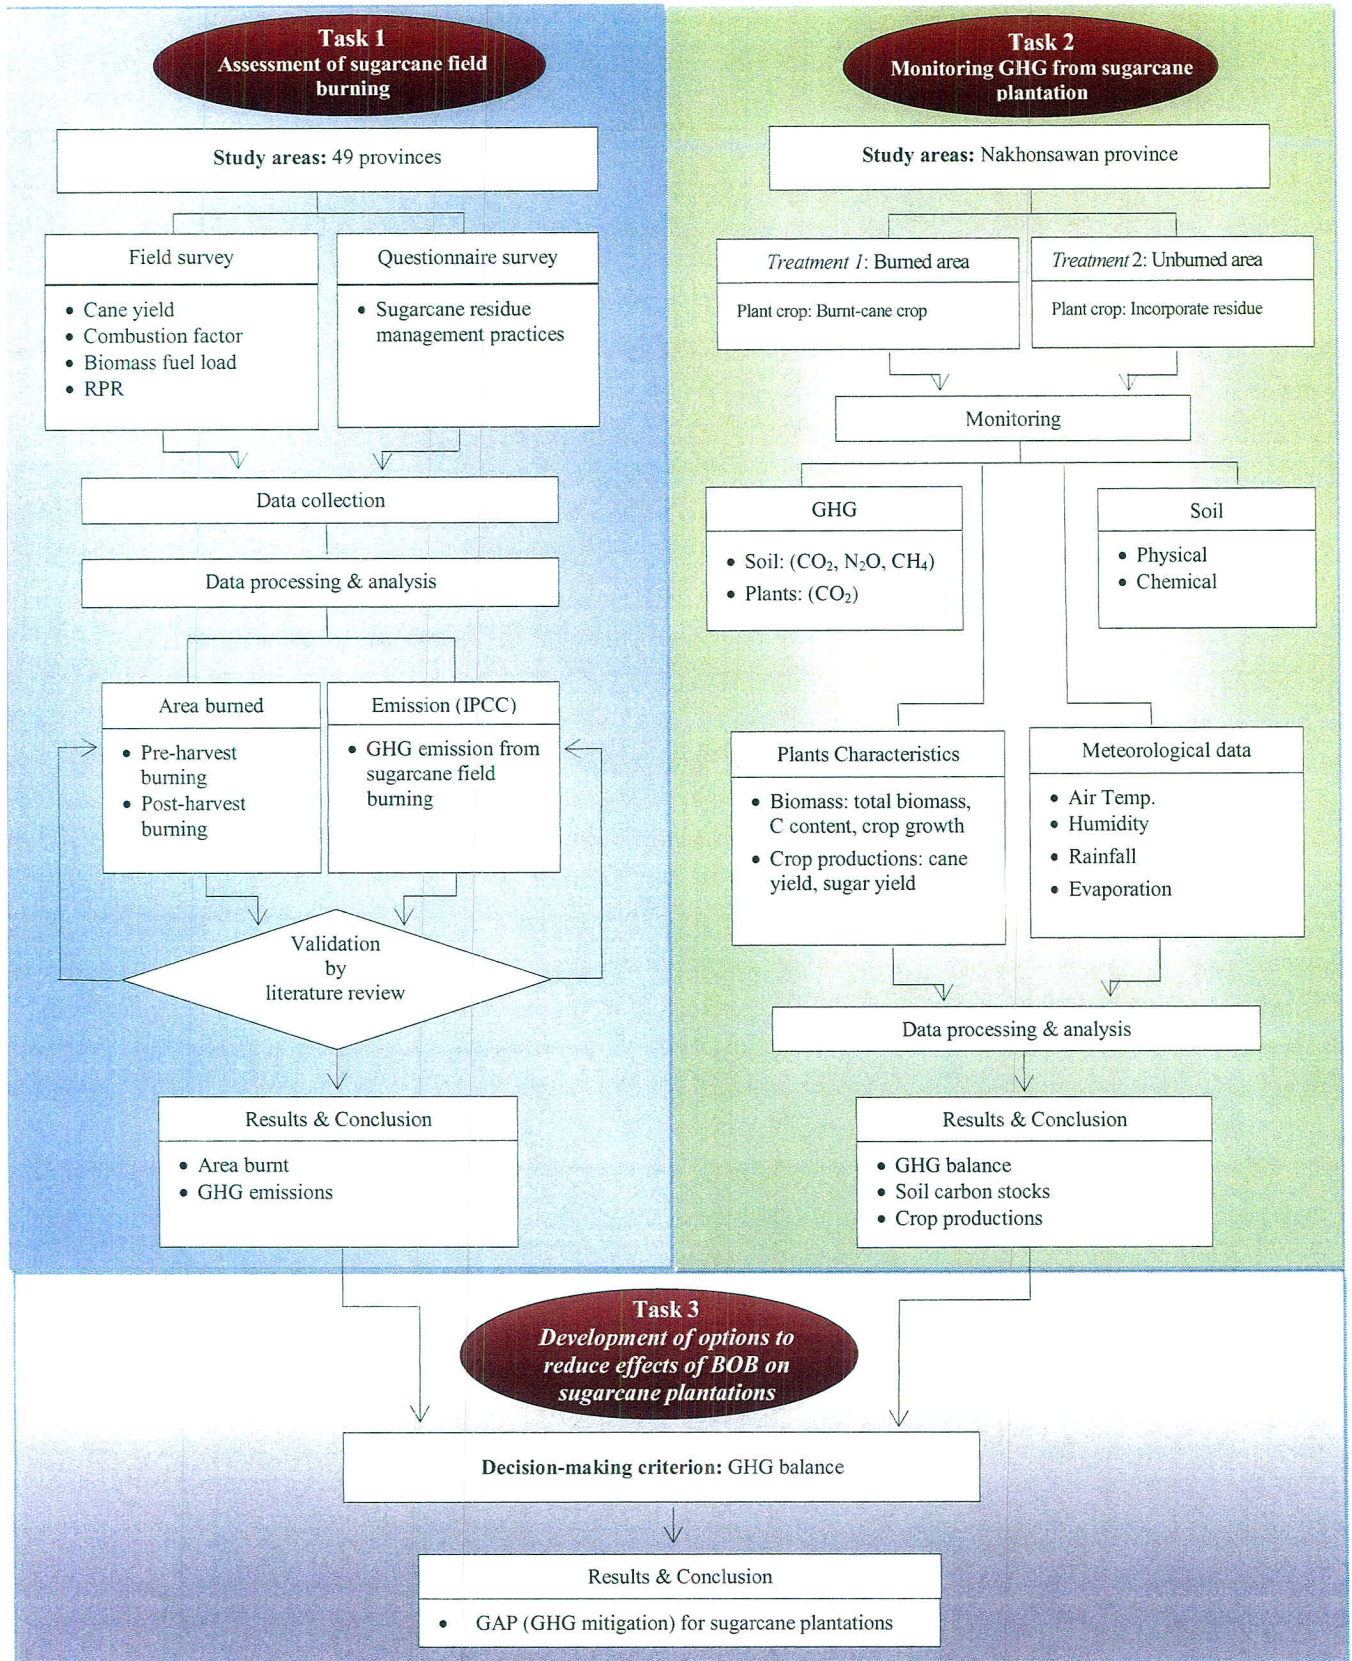 Task 1
Assessment of sugarcane field
burning
Study areas: 49 provinces
Field survey
• Cane yield
• Combustion factor
• Biomass fuel load
• RPR
Questionnaire survey
• Sugarcane residue
management practices
Data collection
Data processing & analysis
Area burned
• Pre-harvest
burning
• Post-harvest
burning
Emission (IPCC)
• GHG emission from
sugarcane field
burning
Validation
by
literature review
Results & Conclusion
• Area burnt
• GHG emissions
Task 2
Monitoring GHG from sugarcane
plantation
Study areas: Nakhonsawan province
Treatment 1: Burned area
Plant crop: Burnt-cane crop
Treatment 2: Unburned area
Plant crop: Incorporate residue
Monitoring
GHG
• Soil: (CO₂, N₂O, CH₄)
• Plants: (CO₂)
Soil
• Physical
• Chemical
Plants Characteristics
• Biomass: total biomass,
C content, crop growth
• Crop productions: cane
yield, sugar yield
Meteorological data
• Air Temp.
• Humidity
• Rainfall
• Evaporation
Data processing & analysis
Results & Conclusion
• GHG balance
• Soil carbon stocks
• Crop productions
Task 3
Development of options to
reduce effects of BOB on
sugarcane plantations
Decision-making criterion: GHG balance
Results & Conclusion
• GAP (GHG mitigation) for sugarcane plantations